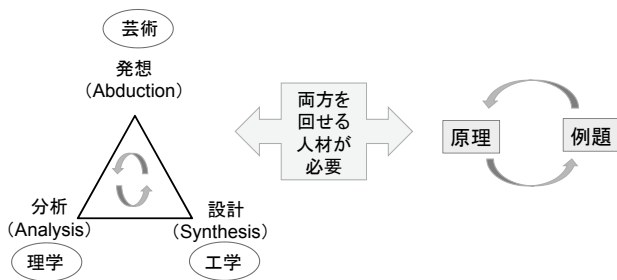 芸術
発想
（Abduction）
分析
（Analysis）
理学
設計
（Synthesis）
工学
両方を
回せる
人材が
必要
原理
例題